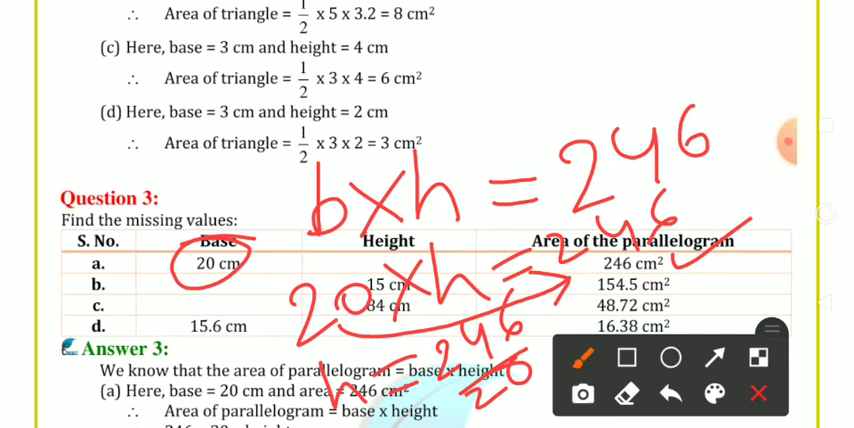 ∴ Area of triangle = 1/2 x 5 x 3.2 = 8 cm²
(c) Here, base = 3 cm and height = 4 cm
∴ Area of triangle = 1/2 x 3 x 4 = 6 cm²
(d) Here, base = 3 cm and height = 2 cm
∴ Area of triangle = 1/2 x 3 x 2 = 3 cm²
b x h = 246
Question 3:
Find the missing values:
S. No. Base Height Area of the parallelogram
a. 20 cm 246 cm²
b. 15 cm 154.5 cm²
c. 84 cm 48.72 cm²
d. 15.6 cm 16.38 cm²
20 x h = 246
h = 246/20
Answer 3:
We know that the area of parallelogram = base x height
(a) Here, base = 20 cm and area = 246 cm²
∴ Area of parallelogram = base x height